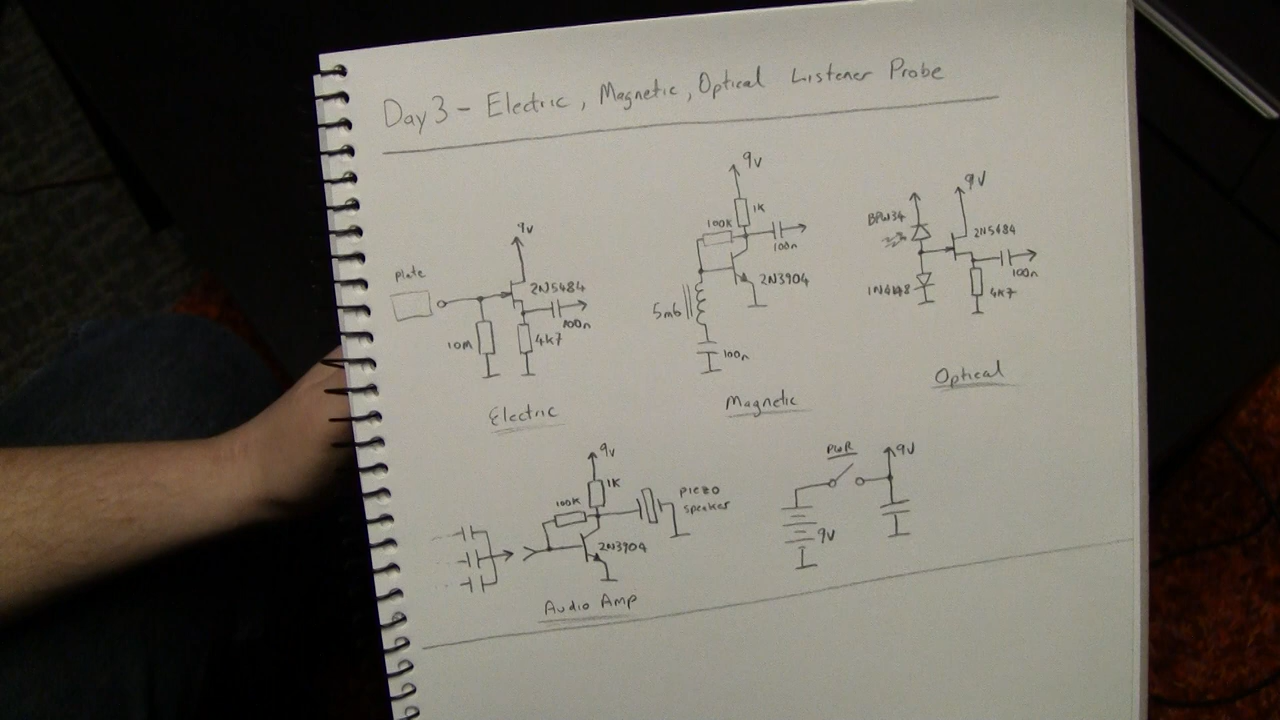 Day 3 - Electric, Magnetic, Optical Listener Probe
plate
9V
2N5484
100n
10M
4k7
Electric
9V
1K
100K
100n
2N3904
100n
Magnetic
9V
BPW34
2N5484
100n
4k7
Optical
9V
1K
100K
Piezo
speaker
2N3904
Audio Amp
PWR
9V
9V